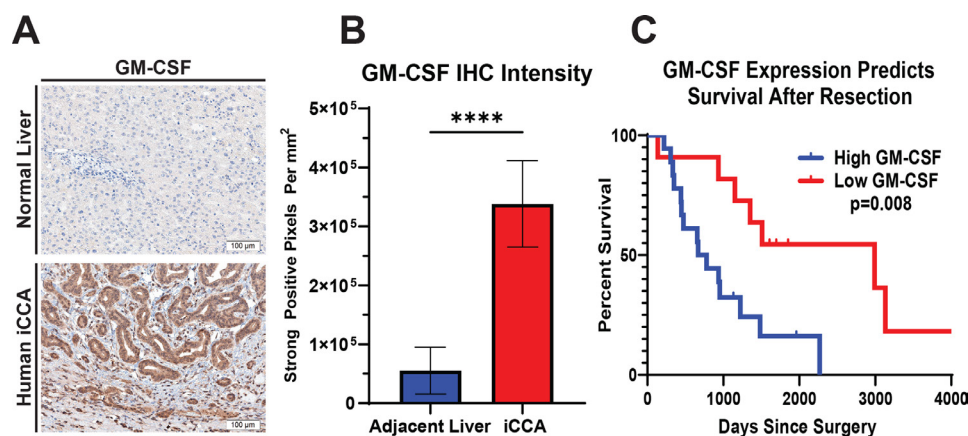 A
GM-CSF
Normal Liver
100 µm
Human iCCA
100 µm
B
GM-CSF IHC Intensity
Strong Positive Pixels Per mm²
5×10⁵
4×10⁵
3×10⁵
2×10⁵
1×10⁵
0
****
Adjacent Liver
iCCA
C
GM-CSF Expression Predicts
Survival After Resection
Percent Survival
100
50
0
High GM-CSF
Low GM-CSF
p=0.008
0 1000 2000 3000 4000
Days Since Surgery